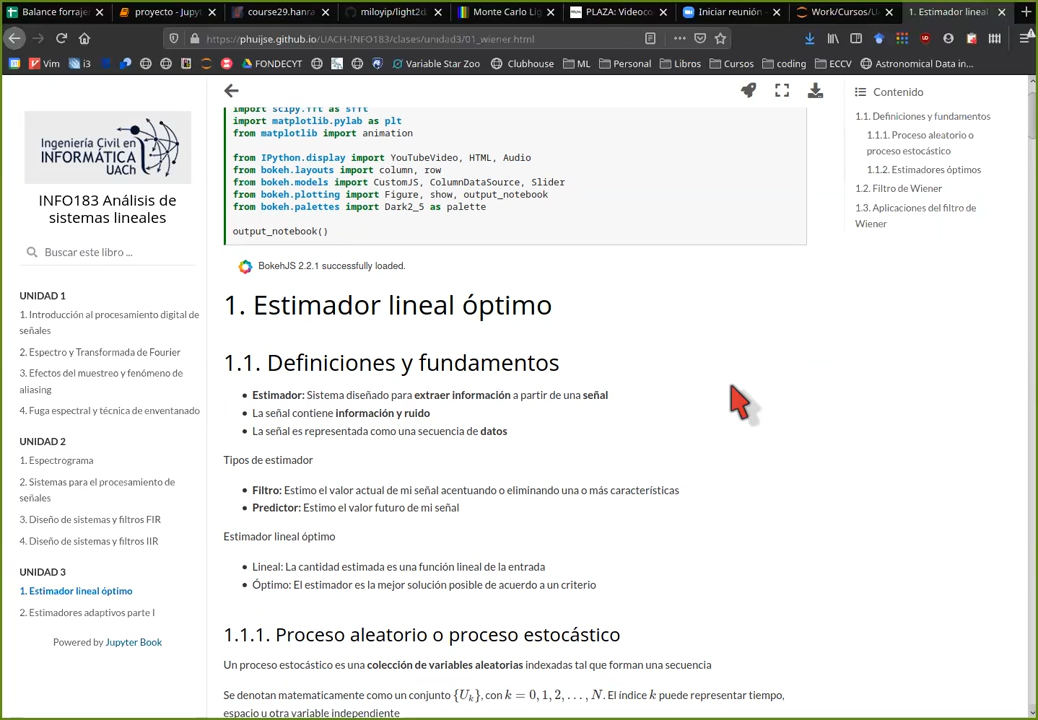 Balance forrajer
proyecto - Jupyt
course29.hanra
miloyip/light2d
Monte Carlo Lig
PLAZA: Videoco
Iniciar reunión
Work/Cursos/U
1. Estimador lineal
https://phuijse.github.io/UACH-INFO183/clases/unidad3/01_wiener.html
Vim
i3
FONDECYT
Variable Star Zoo
Clubhouse
ML
Personal
Libros
Cursos
coding
ECCV
Astronomical Data in...
Ingeniería Civil en
INFORMÁTICA
UACh
INFO183 Análisis de
sistemas lineales
Buscar este libro ...
UNIDAD 1
1. Introducción al procesamiento digital de
señales
2. Espectro y Transformada de Fourier
3. Efectos del muestreo y fenómeno de
aliasing
4. Fuga espectral y técnica de enventanado
UNIDAD 2
1. Espectrograma
2. Sistemas para el procesamiento de
señales
3. Diseño de sistemas y filtros FIR
4. Diseño de sistemas y filtros IIR
UNIDAD 3
1. Estimador lineal óptimo
2. Estimadores adaptivos parte I
Powered by Jupyter Book
import scipy.fft as sfft
import matplotlib.pylab as plt
from matplotlib import animation
from IPython.display import YouTubeVideo, HTML, Audio
from bokeh.layouts import column, row
from bokeh.models import CustomJS, ColumnDataSource, Slider
from bokeh.plotting import Figure, show, output_notebook
from bokeh.palettes import Dark2_5 as palette
output_notebook()
BokehJS 2.2.1 successfully loaded.
1. Estimador lineal óptimo
1.1. Definiciones y fundamentos
• Estimador: Sistema diseñado para extraer información a partir de una señal
• La señal contiene información y ruido
• La señal es representada como una secuencia de datos
Tipos de estimador
• Filtro: Estimo el valor actual de mi señal acentuando o eliminando una o más características
• Predictor: Estimo el valor futuro de mi señal
Estimador lineal óptimo
• Lineal: La cantidad estimada es una función lineal de la entrada
• Óptimo: El estimador es la mejor solución posible de acuerdo a un criterio
1.1.1. Proceso aleatorio o proceso estocástico
Un proceso estocástico es una colección de variables aleatorias indexadas tal que forman una secuencia
Se denotan matematicamente como un conjunto {U_k}, con k = 0, 1, 2, . . . , N. El índice k puede representar tiempo,
espacio u otra variable independiente
Contenido
1.1. Definiciones y fundamentos
1.1.1. Proceso aleatorio o
proceso estocástico
1.1.2. Estimadores óptimos
1.2. Filtro de Wiener
1.3. Aplicaciones del filtro de
Wiener